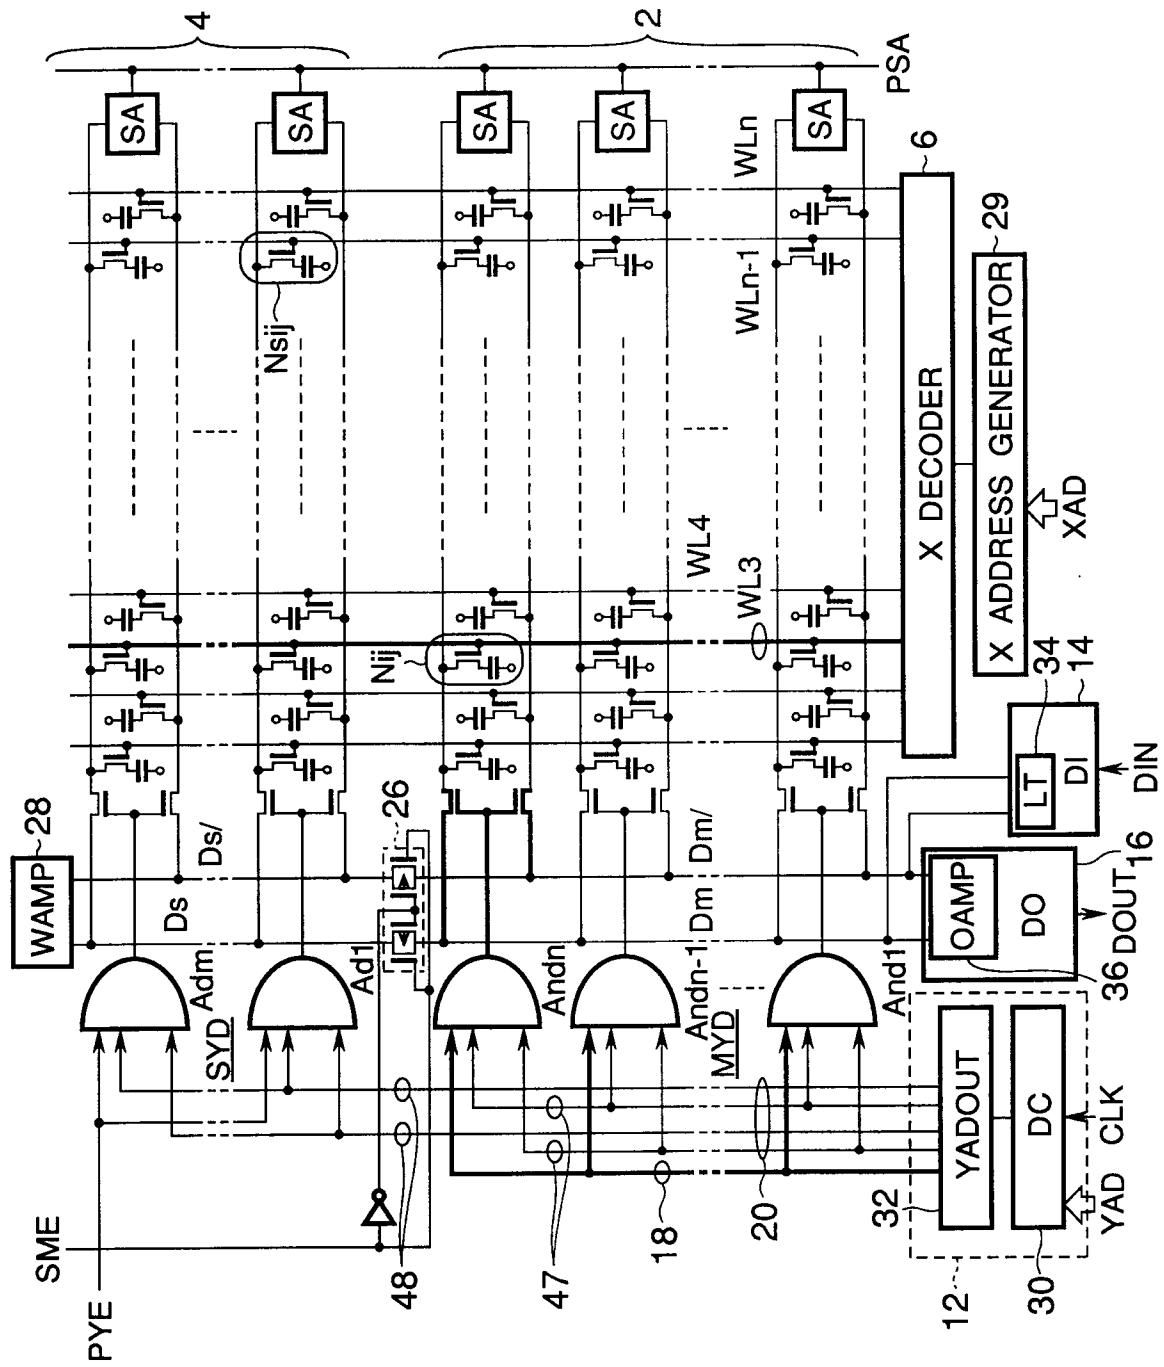 4
2
PSA
SA
SA
SA
SA
SA
WLn
WLn-1
Nsij
6
29
X DECODER
X ADDRESS GENERATOR
XAD
WL4
WL3
Nij
34
14
LT
DI
DIN
28
WAMP
Ds/
Ds
26
Dm/
Dm
16
OAMP
DO
DOUT
36
Adm
SYD
Ad1
Andn
Andn-1
MYD
And1
SME
PYE
48
47
18
20
32
YADOUT
DC
CLK
YAD
30
12